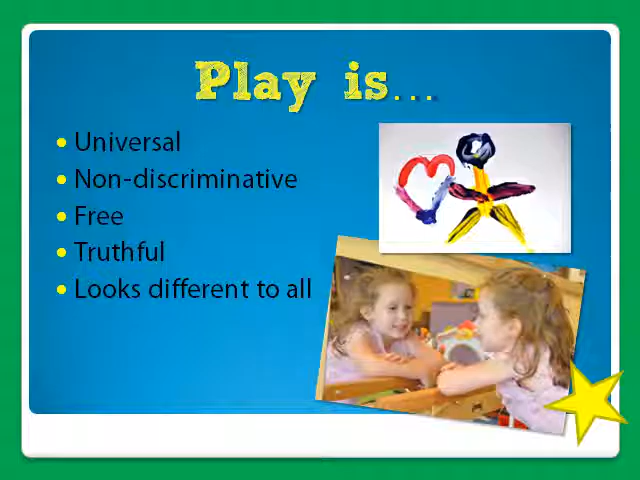 Play is...
Universal
Non-discriminative
Free
Truthful
Looks different to all